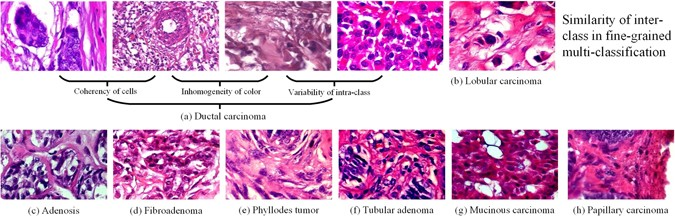 Similarity of inter-
class in fine-grained
multi-classification
(b) Lobular carcinoma
Coherency of cells
Inhomogeneity of color
Variability of intra-class
(a) Ductal carcinoma
(c) Adenosis
(d) Fibroadenoma
(e) Phyllodes tumor
(f) Tubular adenoma
(g) Mucinous carcinoma
(h) Papillary carcinoma